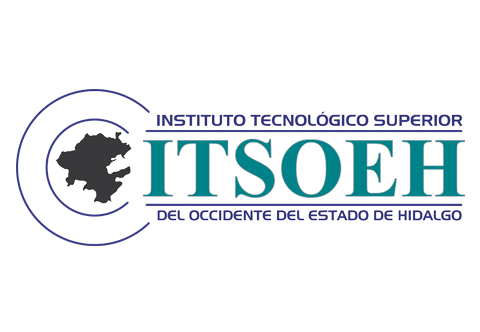 INSTITUTO TECNOLÓGICO SUPERIOR
ITSOEH
DEL OCCIDENTE DEL ESTADO DE HIDALGO